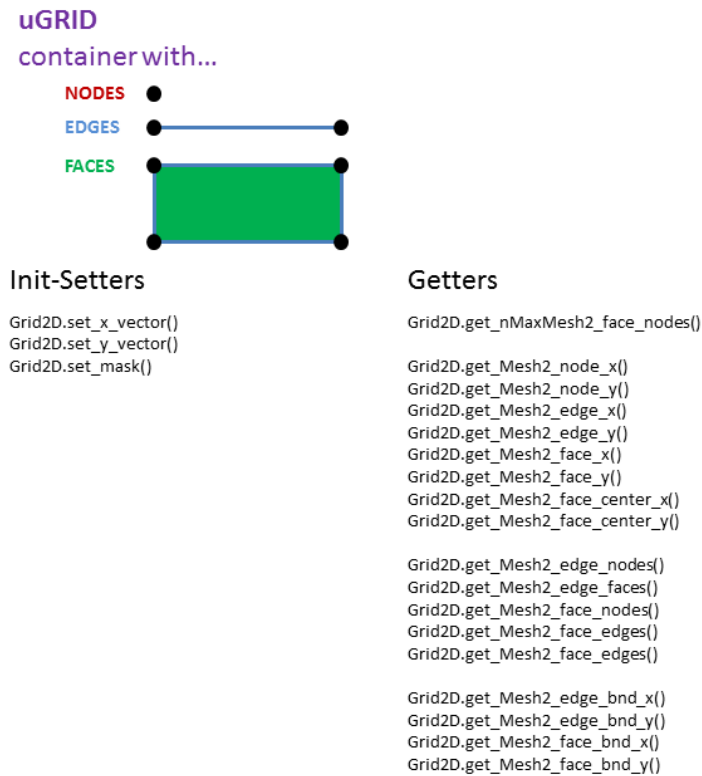 uGRID
container with...
NODES
EDGES
FACES
Init-Setters
Grid2D.set_x_vector()
Grid2D.set_y_vector()
Grid2D.set_mask()
Getters
Grid2D.get_nMaxMesh2_face_nodes()
Grid2D.get_Mesh2_node_x()
Grid2D.get_Mesh2_node_y()
Grid2D.get_Mesh2_edge_x()
Grid2D.get_Mesh2_edge_y()
Grid2D.get_Mesh2_face_x()
Grid2D.get_Mesh2_face_y()
Grid2D.get_Mesh2_face_center_x()
Grid2D.get_Mesh2_face_center_y()
Grid2D.get_Mesh2_edge_nodes()
Grid2D.get_Mesh2_edge_faces()
Grid2D.get_Mesh2_face_nodes()
Grid2D.get_Mesh2_face_edges()
Grid2D.get_Mesh2_face_edges()
Grid2D.get_Mesh2_edge_bnd_x()
Grid2D.get_Mesh2_edge_bnd_y()
Grid2D.get_Mesh2_face_bnd_x()
Grid2D.get_Mesh2_face_bnd_y()